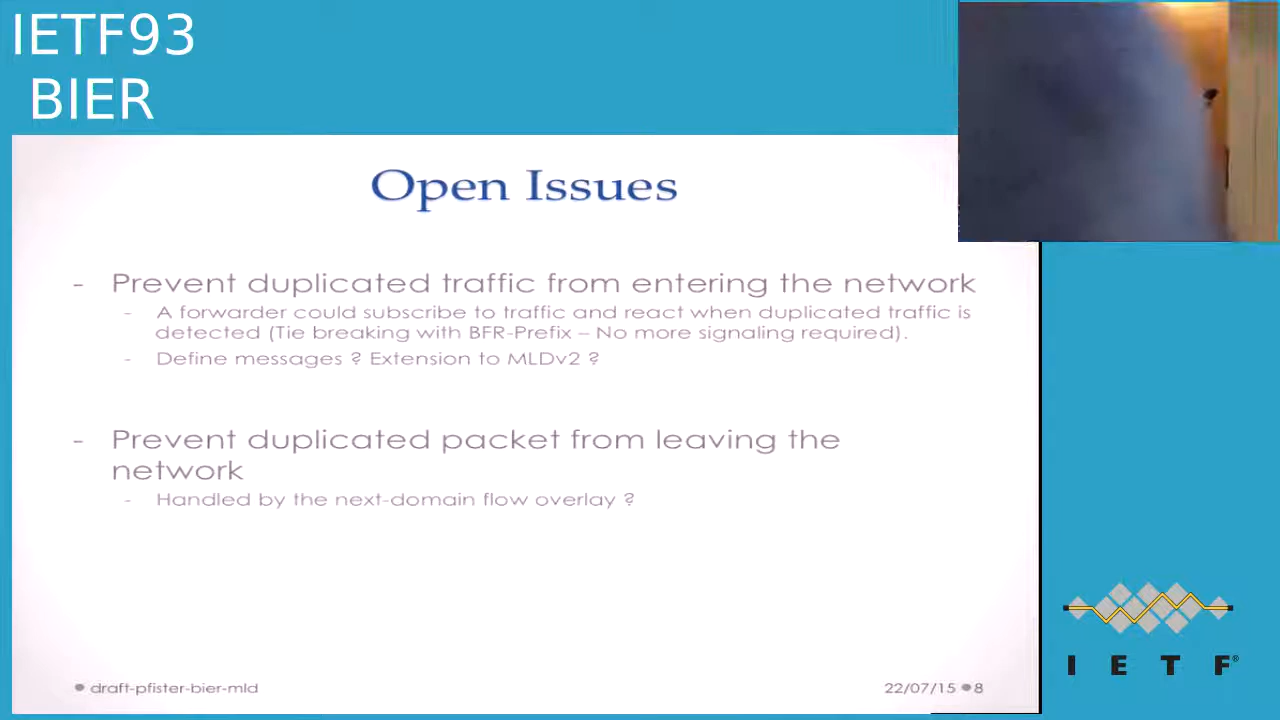 IETF93
BIER
Open Issues
- Prevent duplicated traffic from entering the network
- A forwarder could subscribe to traffic and react when duplicated traffic is
detected (Tie breaking with BFR-Prefix – No more signaling required).
- Define messages ? Extension to MLDv2 ?
- Prevent duplicated packet from leaving the
network
- Handled by the next-domain flow overlay ?
draft-pfister-bier-mld
22/07/15 8
I E T F®